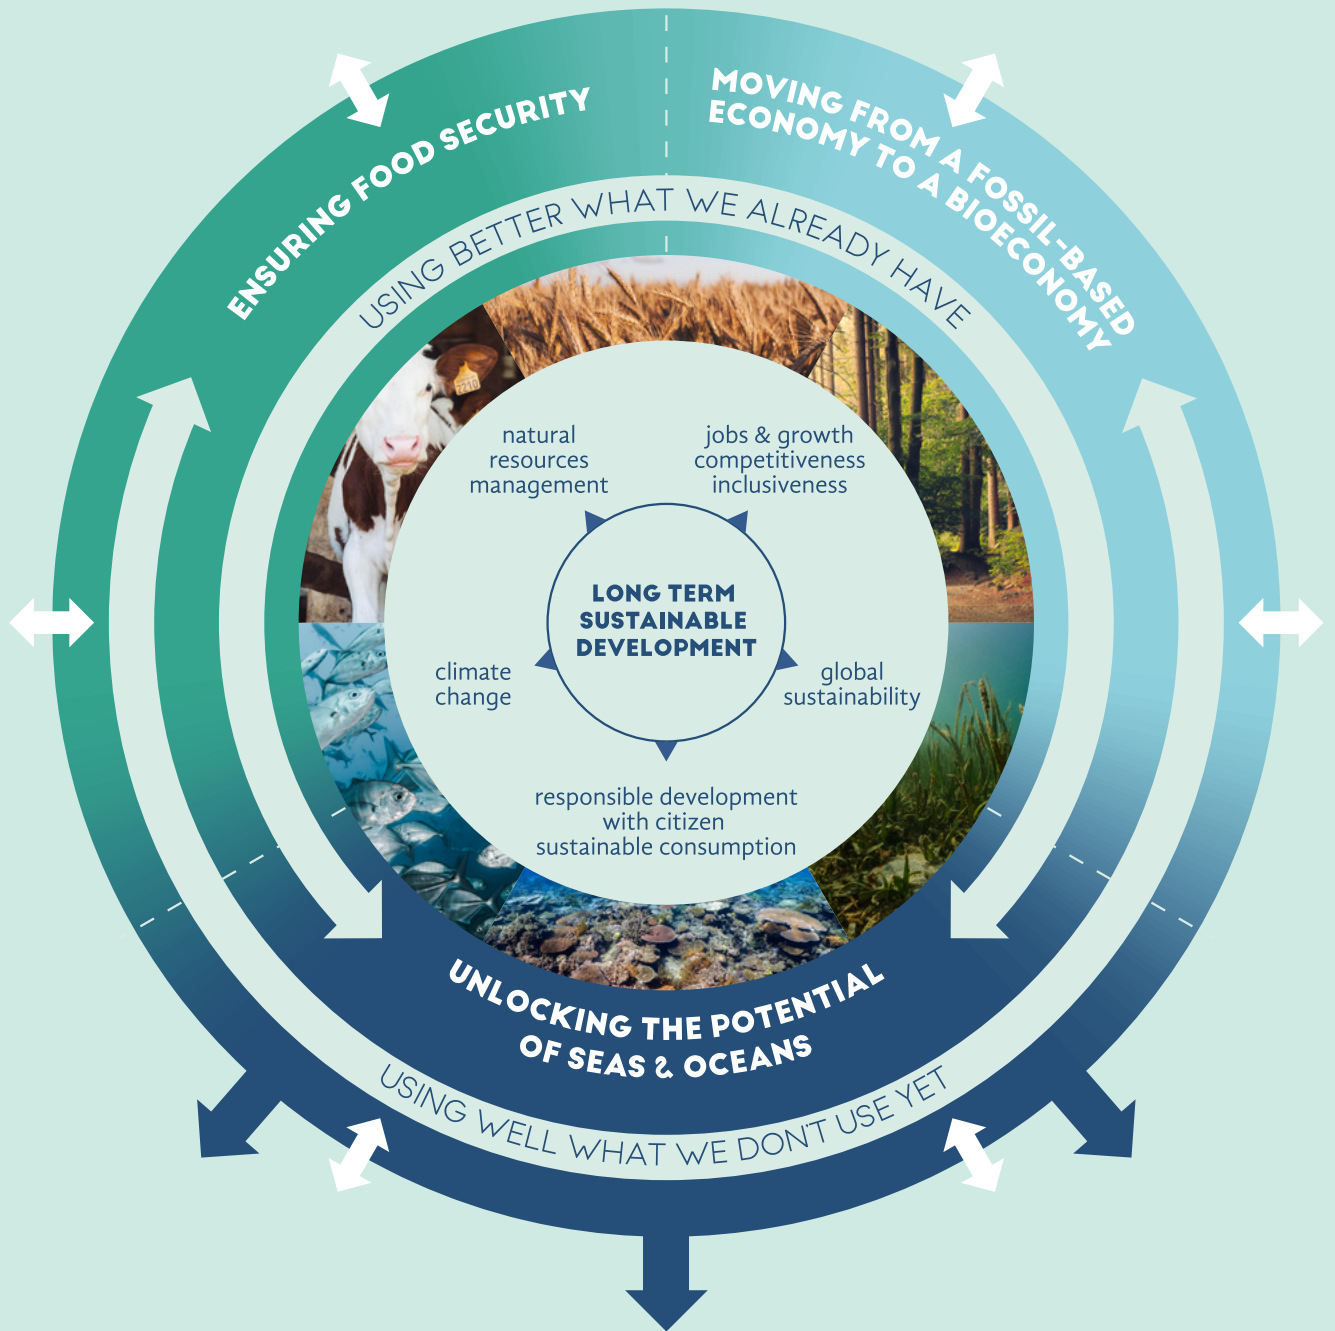 ENSURING FOOD SECURITY
MOVING FROM A FOSSIL-BASED
ECONOMY TO A BIOECONOMY
USING BETTER WHAT WE ALREADY HAVE
2210
natural
resources
management
jobs & growth
competitiveness
inclusiveness
LONG TERM
SUSTAINABLE
DEVELOPMENT
climate
change
global
sustainability
responsible development
with citizen
sustainable consumption
UNLOCKING THE POTENTIAL
OF SEAS & OCEANS
USING WELL WHAT WE DON'T USE YET